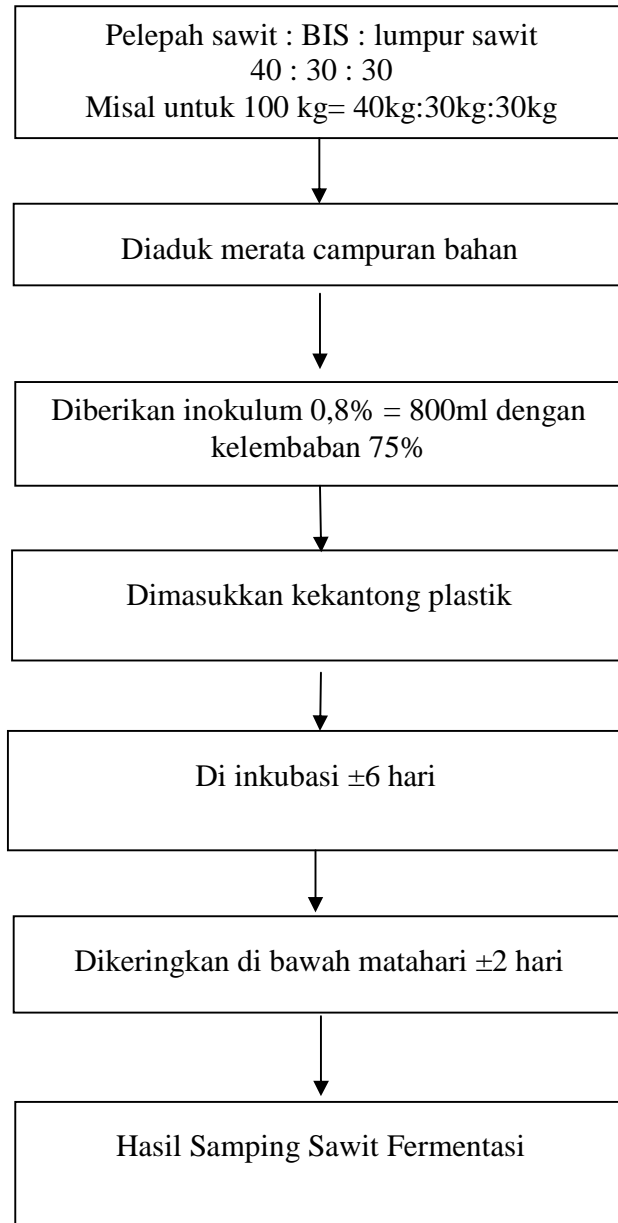 Pelepah sawit : BIS : lumpur sawit
40 : 30 : 30
Misal untuk 100 kg= 40kg:30kg:30kg
Diaduk merata campuran bahan
Diberikan inokulum 0,8% = 800ml dengan
kelembaban 75%
Dimasukkan kekantong plastik
Di inkubasi ±6 hari
Dikeringkan di bawah matahari ±2 hari
Hasil Samping Sawit Fermentasi